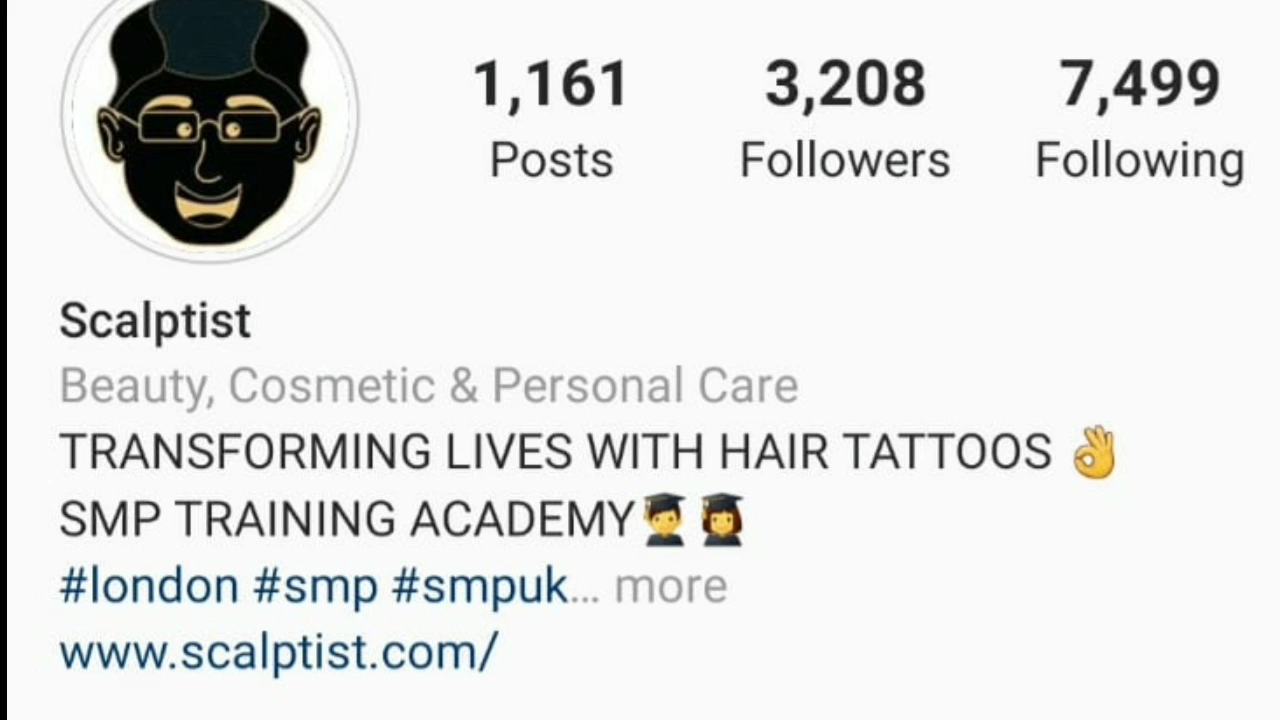 1,161 3,208 7,499
Posts Followers Following
Scalptist
Beauty, Cosmetic & Personal Care
TRANSFORMING LIVES WITH HAIR TATTOOS 👌
SMP TRAINING ACADEMY👨‍🎓👩‍🎓
#london #smp #smpuk... more
www.scalptist.com/